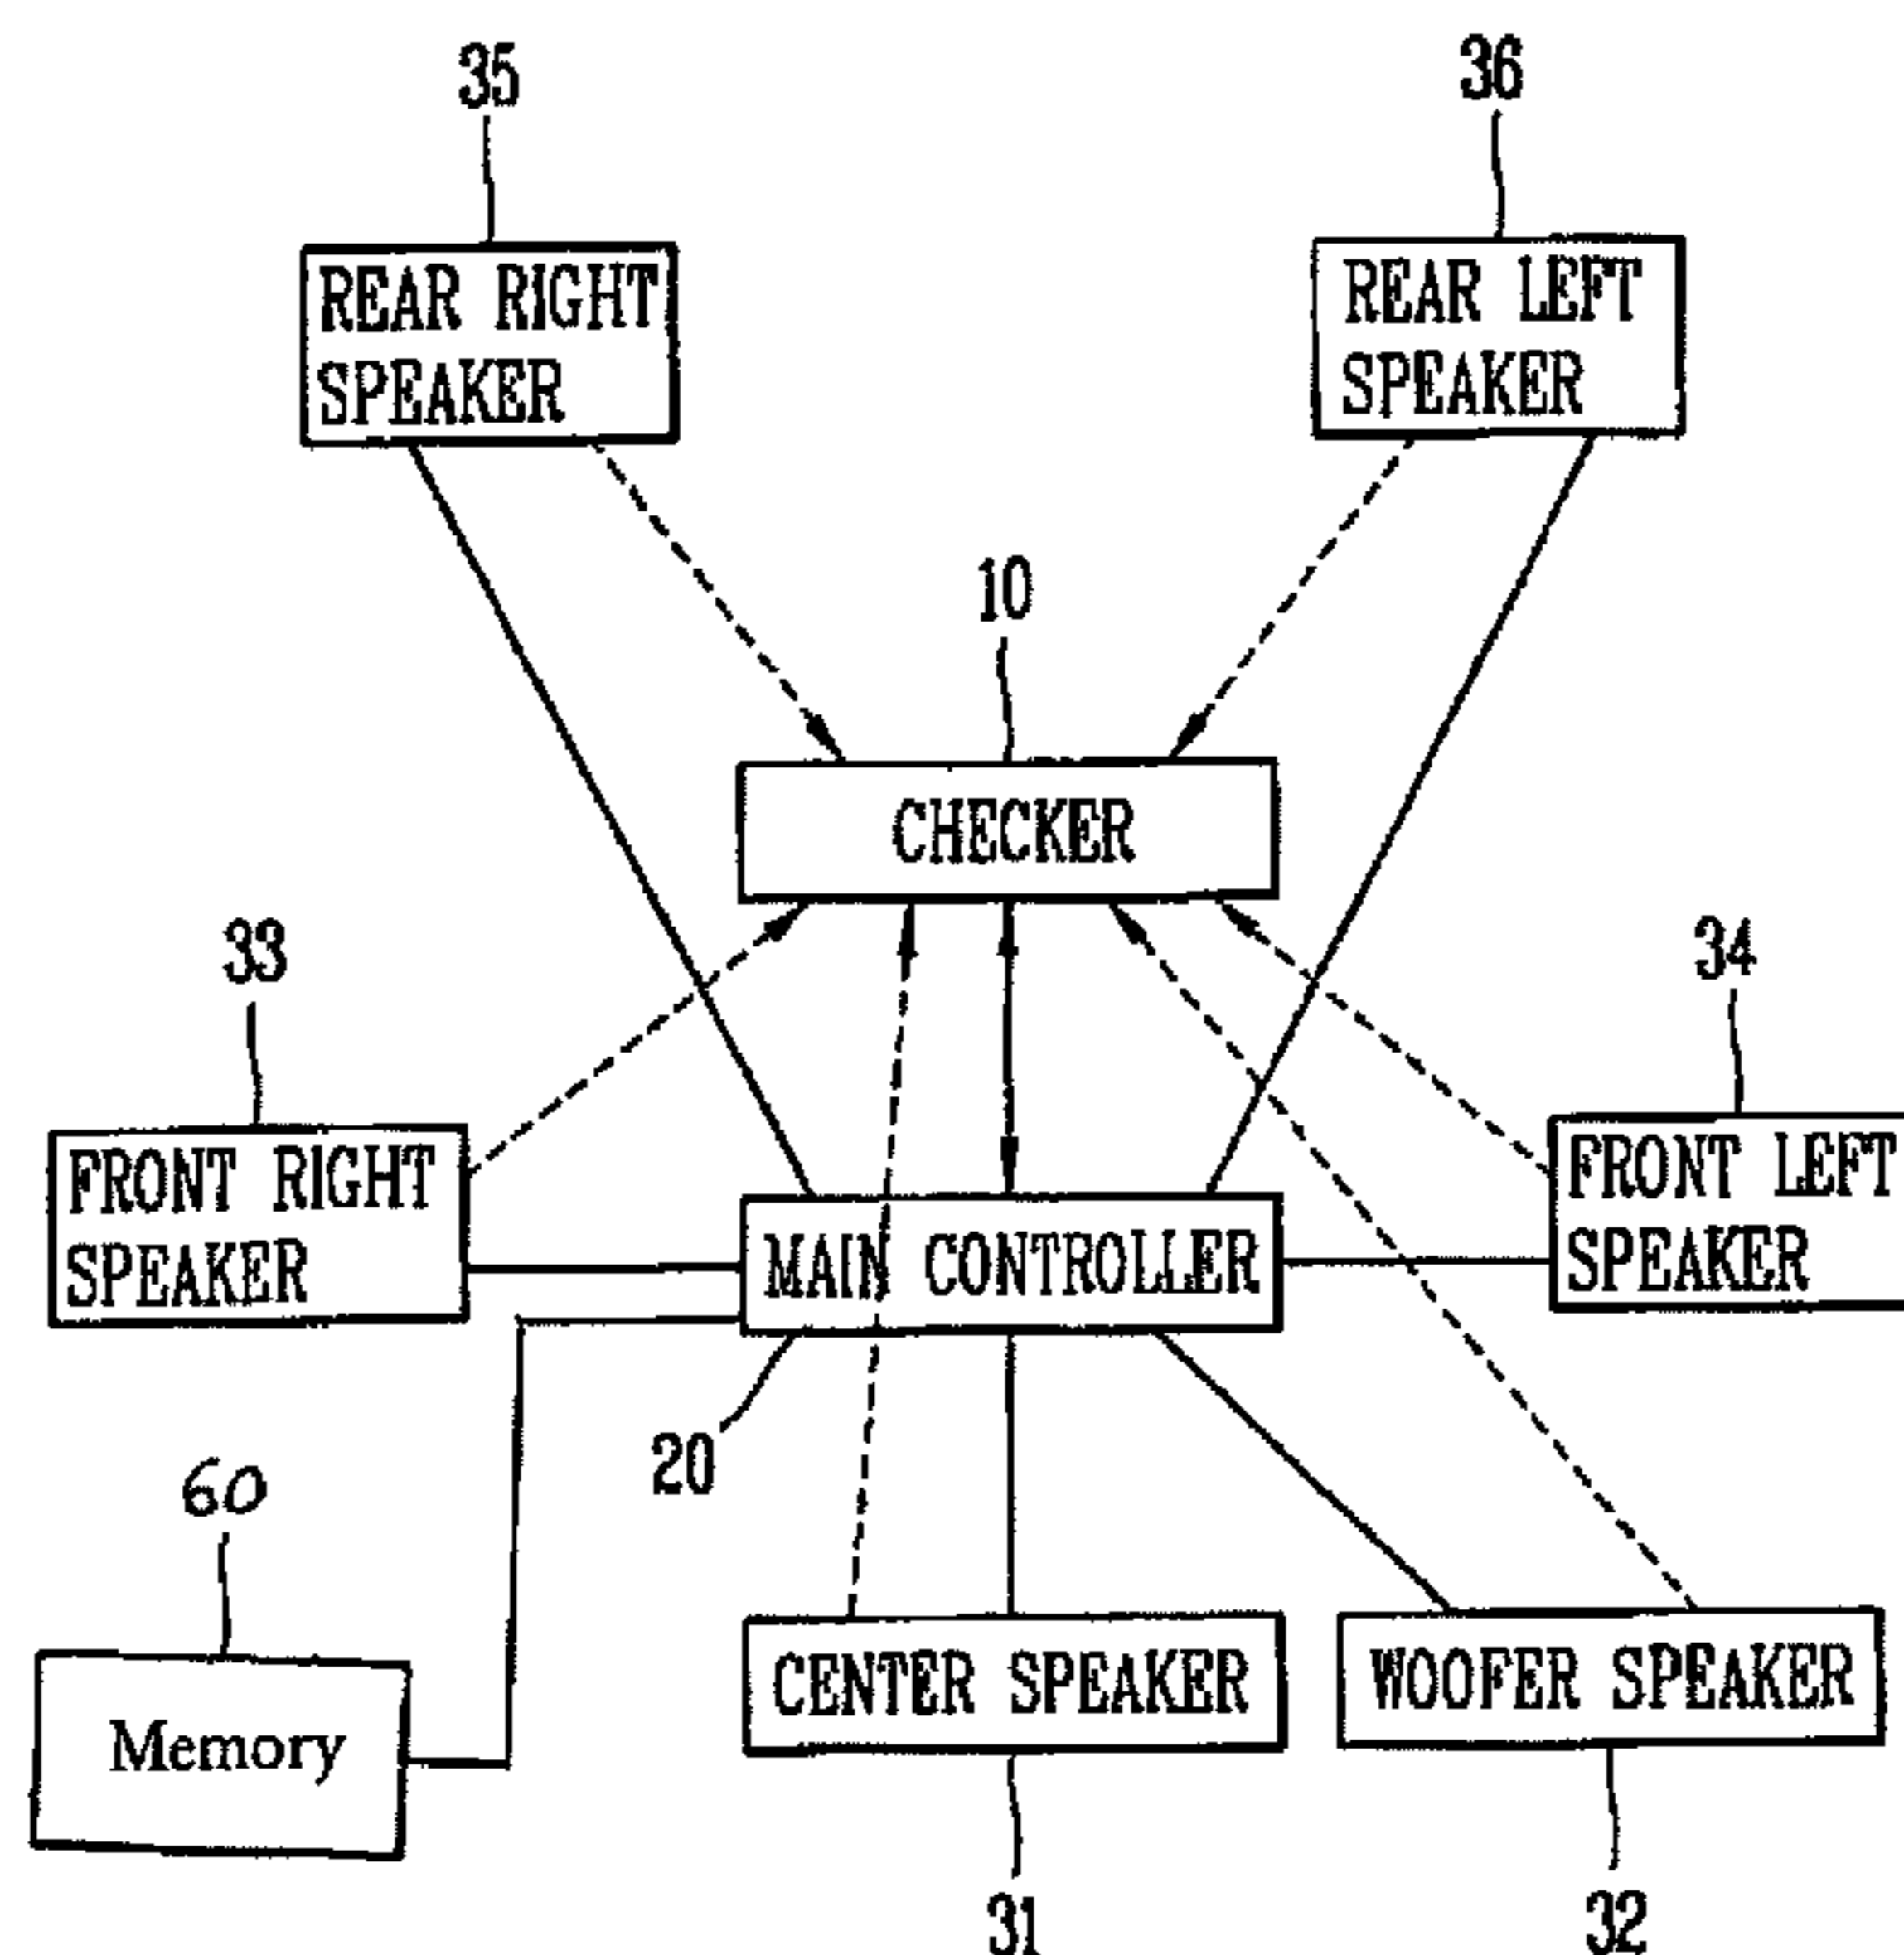 35
36
REAR RIGHT
SPEAKER
REAR LEFT
SPEAKER
10
CHECKER
33
34
FRONT RIGHT
SPEAKER
FRONT LEFT
SPEAKER
MAIN CONTROLLER
20
60
Memory
CENTER SPEAKER
WOOFER SPEAKER
31
32